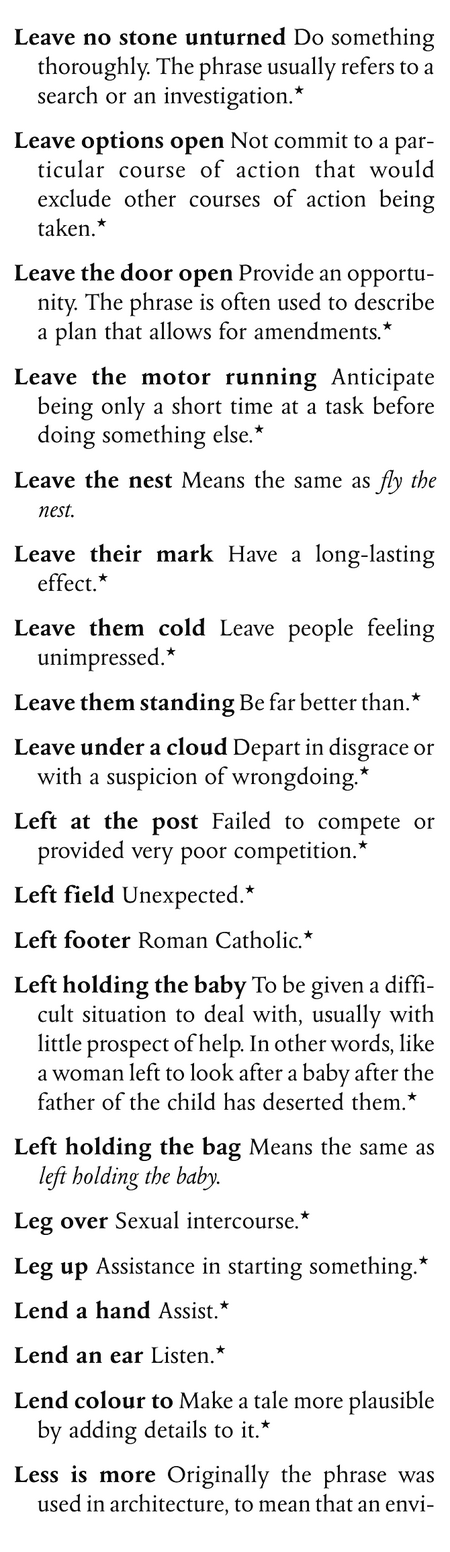 Leave no stone unturned Do something
thoroughly. The phrase usually refers to a
search or an investigation.★
Leave options open Not commit to a par-
ticular course of action that would
exclude other courses of action being
taken.★
Leave the door open Provide an opportu-
nity. The phrase is often used to describe
a plan that allows for amendments.★
Leave the motor running Anticipate
being only a short time at a task before
doing something else.★
Leave the nest Means the same as fly the
nest.
Leave their mark Have a long-lasting
effect.★
Leave them cold Leave people feeling
unimpressed.★
Leave them standing Be far better than.★
Leave under a cloud Depart in disgrace or
with a suspicion of wrongdoing.★
Left at the post Failed to compete or
provided very poor competition.★
Left field Unexpected.★
Left footer Roman Catholic.★
Left holding the baby To be given a diffi-
cult situation to deal with, usually with
little prospect of help. In other words, like
a woman left to look after a baby after the
father of the child has deserted them.★
Left holding the bag Means the same as
left holding the baby.
Leg over Sexual intercourse.★
Leg up Assistance in starting something.★
Lend a hand Assist.★
Lend an ear Listen.★
Lend colour to Make a tale more plausible
by adding details to it.★
Less is more Originally the phrase was
used in architecture, to mean that an envi-